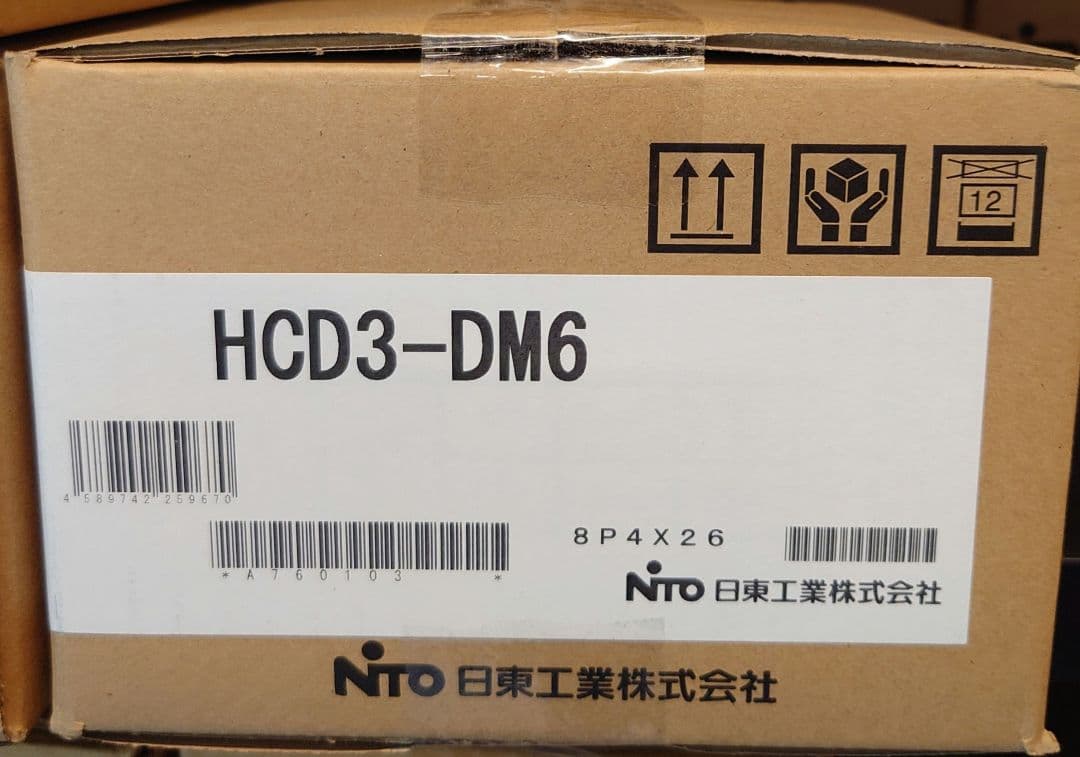 12
HCD3-DM6
4 589742 259670
*A760103*
8P4X26
NITO 日東工業株式会社
NITO 日東工業株式会社